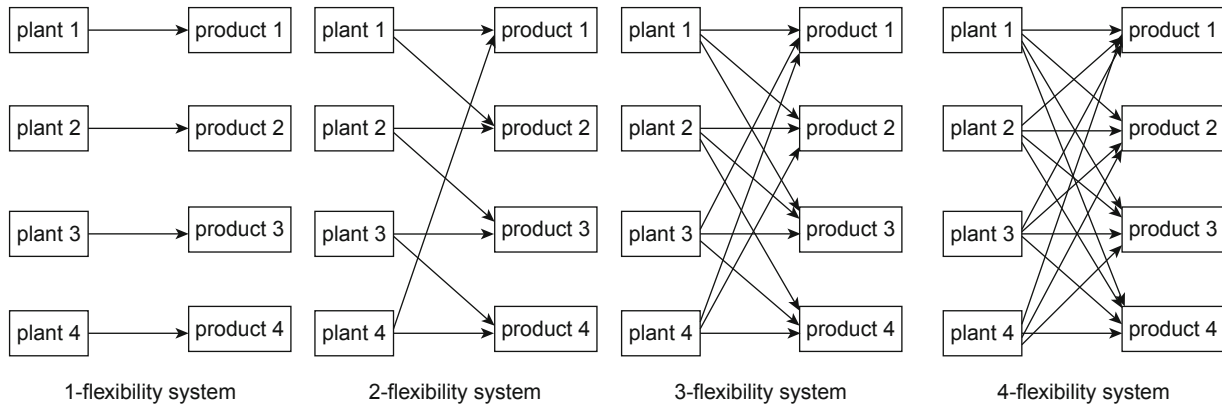 plant 1 product 1 plant 1 product 1 plant 1 product 1 plant 1 product 1
plant 2 product 2 plant 2 product 2 plant 2 product 2 plant 2 product 2
plant 3 product 3 plant 3 product 3 plant 3 product 3 plant 3 product 3
plant 4 product 4 plant 4 product 4 plant 4 product 4 plant 4 product 4
1-flexibility system 2-flexibility system 3-flexibility system 4-flexibility system